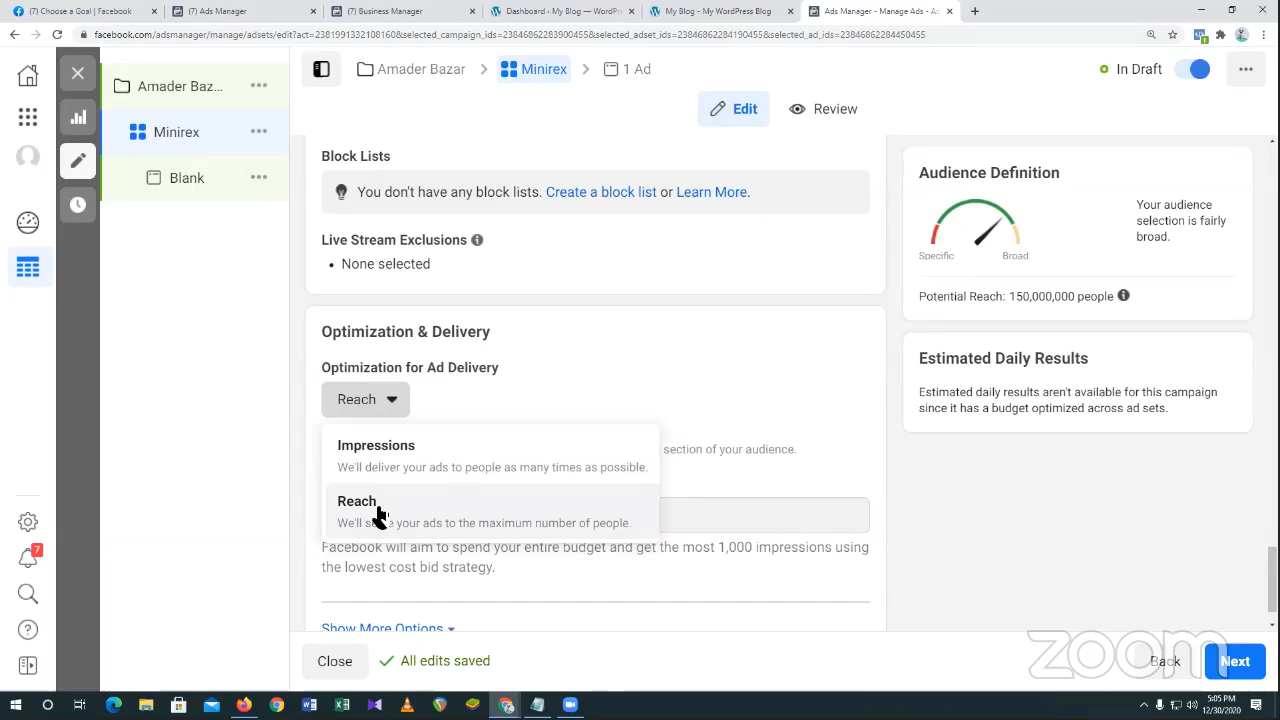 (7) Choose a Goal | Facebook
(7) Ads Manager
(7) Business Manager
Dashboard ‹ My Blog — WordPr
My Blog – My WordPress Blog
Ads Manager - Manage Ads - Ac
facebook.com/adsmanager/manage/adsets/edit?act=2381991332108160&selected_campaign_ids=23846862283900455&selected_adset_ids=23846862284190455&selected_ad_ids=23846862284450455
Amader Baz...
Minirex
Blank
Amader Bazar
Minirex
1 Ad
In Draft
Edit
Review
Block Lists
You don't have any block lists. Create a block list or Learn More.
Live Stream Exclusions
None selected
Optimization & Delivery
Optimization for Ad Delivery
Reach
Impressions
We'll deliver your ads to people as many times as possible.
section of your audience.
Reach
We'll your ads to the maximum number of people.
Facebook will aim to spend your entire budget and get the most 1,000 impressions using
the lowest cost bid strategy.
Show More Options
Audience Definition
Your audience
selection is fairly
broad.
Specific
Broad
Potential Reach: 150,000,000 people
Estimated Daily Results
Estimated daily results aren't available for this campaign
since it has a budget optimized across ad sets.
7
Close
All edits saved
Back
Next
zoom
5:05 PM
12/30/2020